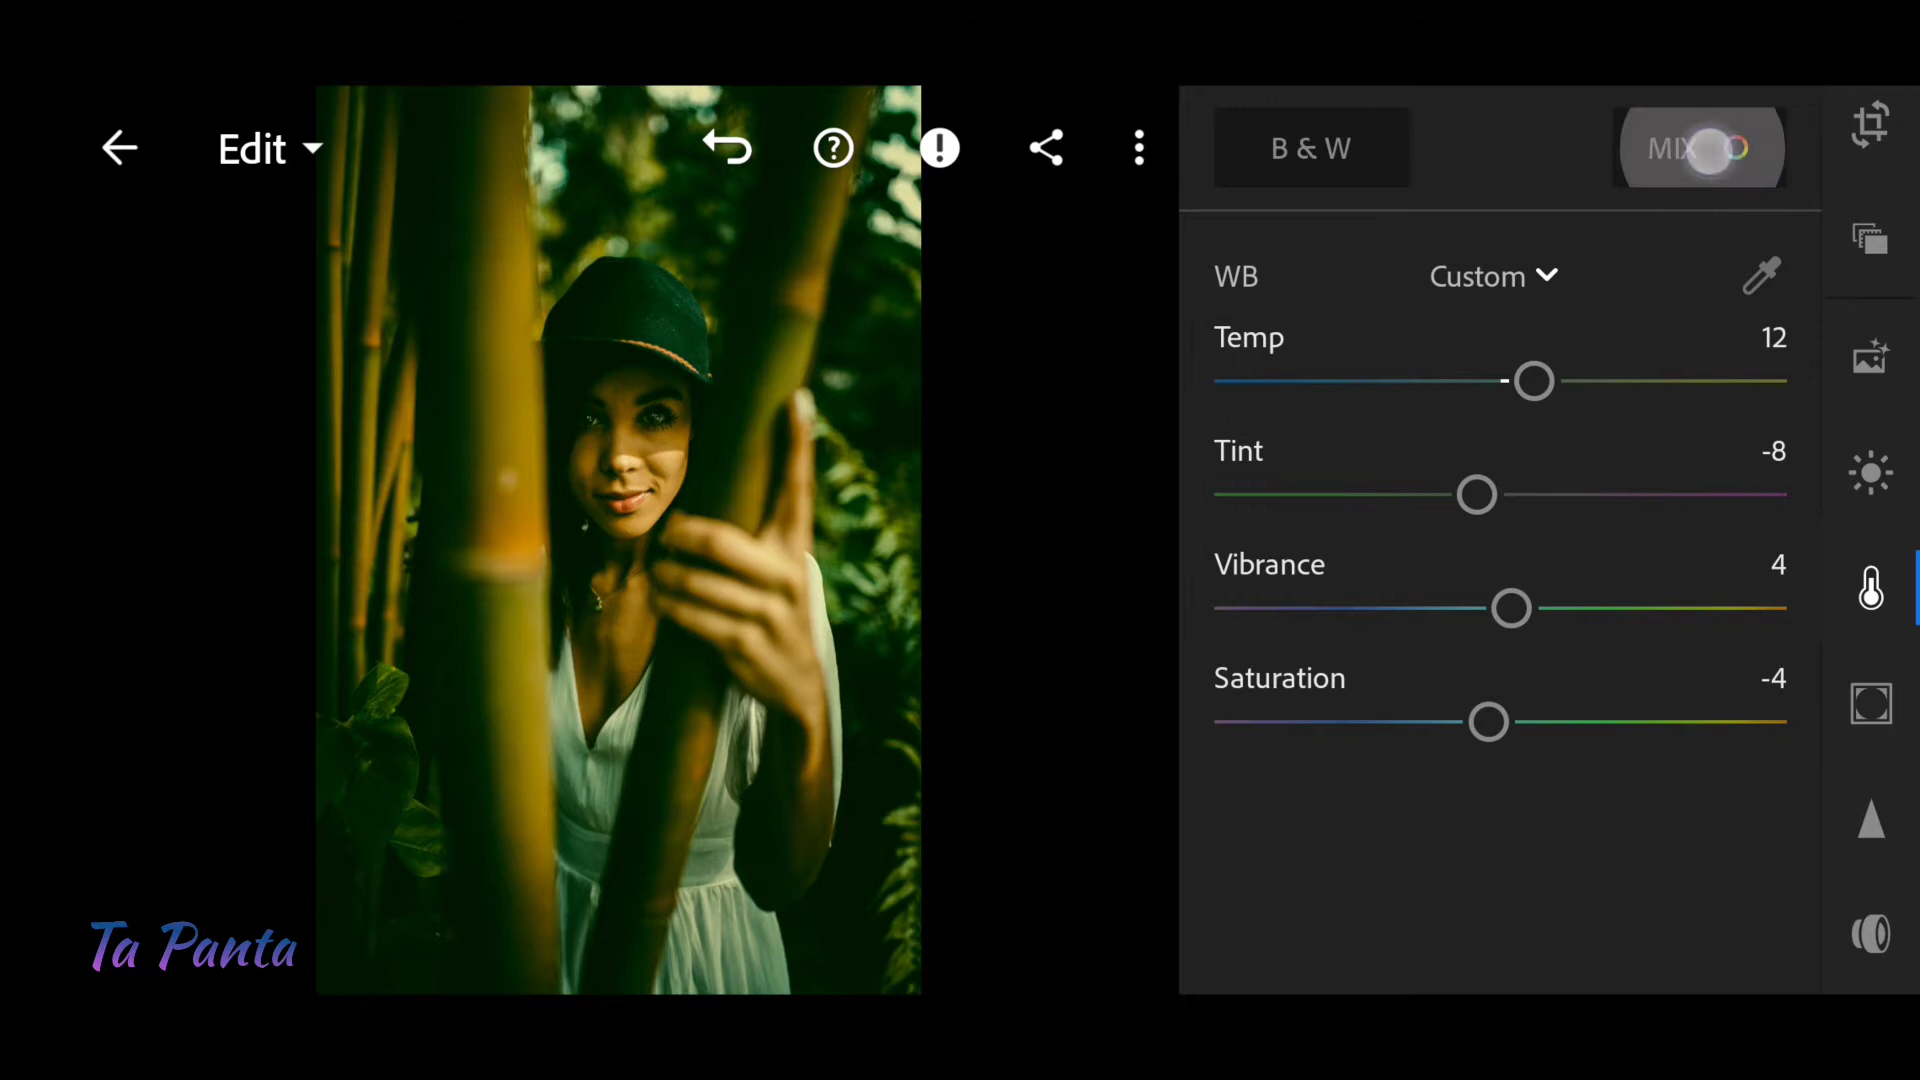 Edit
B & W
MIX
WB
Custom
Temp
12
Tint
-8
Vibrance
4
Saturation
-4
Ta Panta